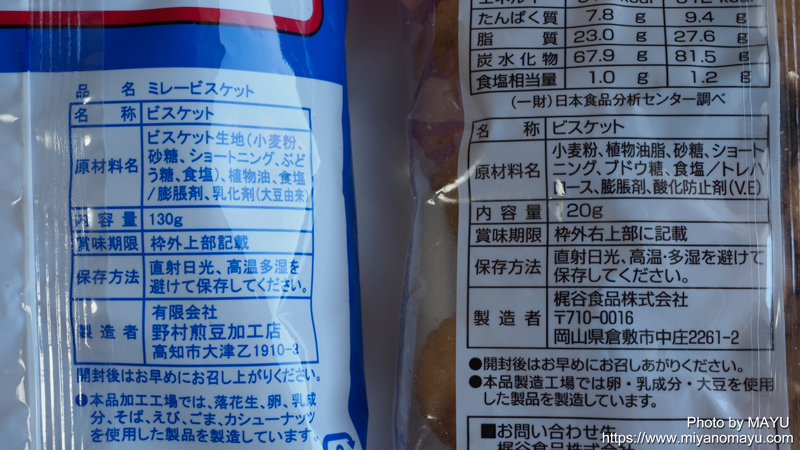 品名 ミレービスケット
名称 ビスケット
原材料名 ビスケット生地(小麦粉、
砂糖、ショートニング、ぶど
う糖、食塩)、植物油、食塩
/膨脹剤、乳化剤(大豆由来)
内容量 130g
賞味期限 枠外上部記載
保存方法 直射日光、高温多湿を
避けて保存してください。
製造者 有限会社
野村煎豆加工店
高知市大津乙1910-3
開封後はお早めにお召し上がりください。
●本品加工工場では、落花生、卵、乳成
分、そば、えび、ごま、カシューナッツ
を使用した製品を製造しています。
たんぱく質 7.8 g 9.4 g
脂質 23.0 g 27.6 g
炭水化物 67.9 g 81.5 g
食塩相当量 1.0 g 1.2 g
(一財)日本食品分析センター調べ
名称 ビスケット
原材料名 小麦粉、植物油脂、砂糖、ショート
ニング、ブドウ糖、食塩/トレハ
ロース、膨脹剤、酸化防止剤(V.E)
内容量 120g
賞味期限 枠外右上部に記載
保存方法 直射日光、高温・多湿を避けて
保存してください。
製造者 梶谷食品株式会社
〒710-0016
岡山県倉敷市中庄2261-2
●開封後はお早めにお召しあがりください。
●本品製造工場では卵・乳成分・大豆を使用
した製品を製造しています。
■お問い合わせ先
梶谷食品株式会社
Photo by MAYU
https://www.miyanomayu.com/